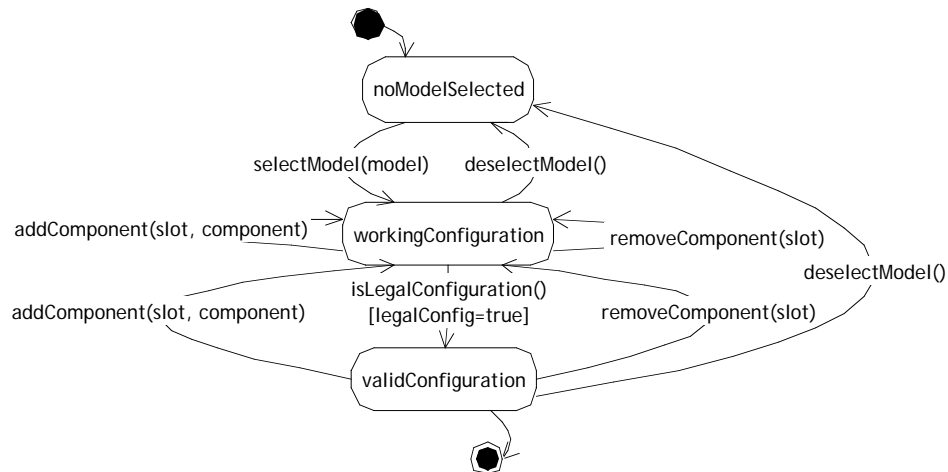 noModelSelected
selectModel(model)
deselectModel()
addComponent(slot, component)
workingConfiguration
removeComponent(slot)
deselectModel()
isLegalConfiguration()
[legalConfig=true]
addComponent(slot, component)
removeComponent(slot)
validConfiguration